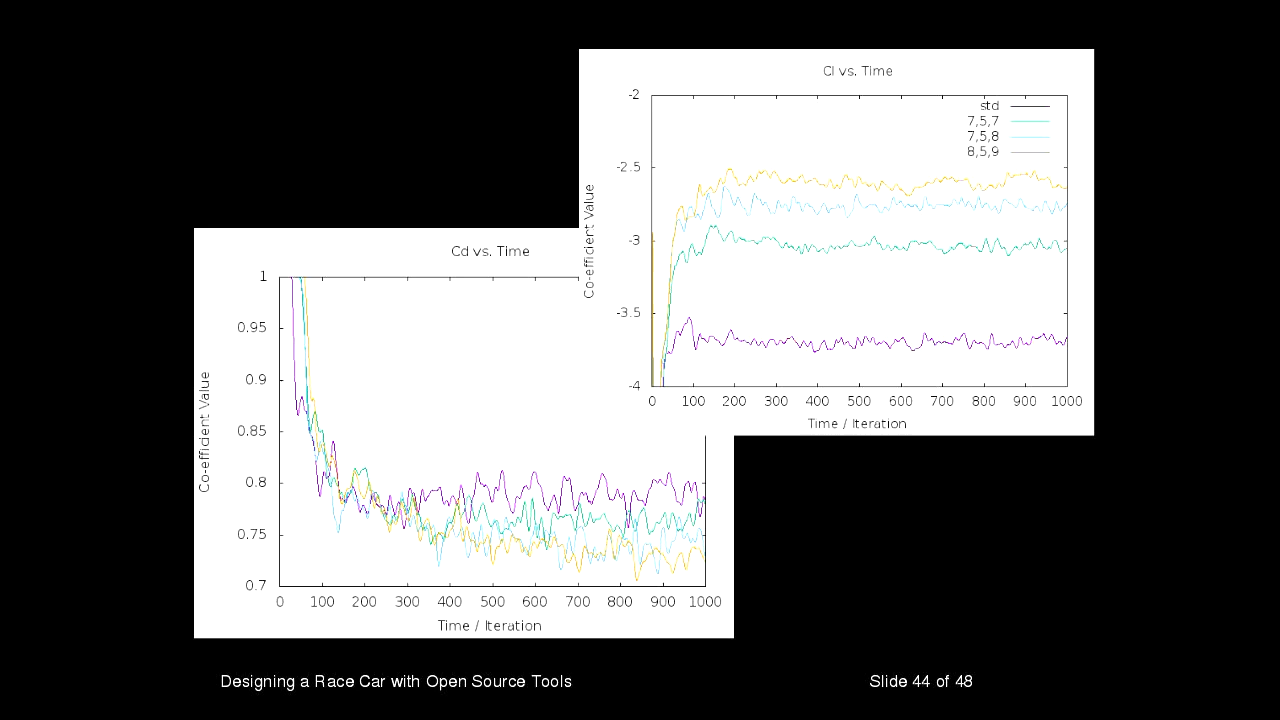 Cl vs. Time
Co-efficient Value
-2
-2.5
-3
-3.5
-4
std
7,5,7
7,5,8
8,5,9
0 100 200 300 400 500 600 700 800 900 1000
Time / Iteration
Cd vs. Time
Co-efficient Value
1
0.95
0.9
0.85
0.8
0.75
0.7
0 100 200 300 400 500 600 700 800 900 1000
Time / Iteration
Designing a Race Car with Open Source Tools
Slide 44 of 48